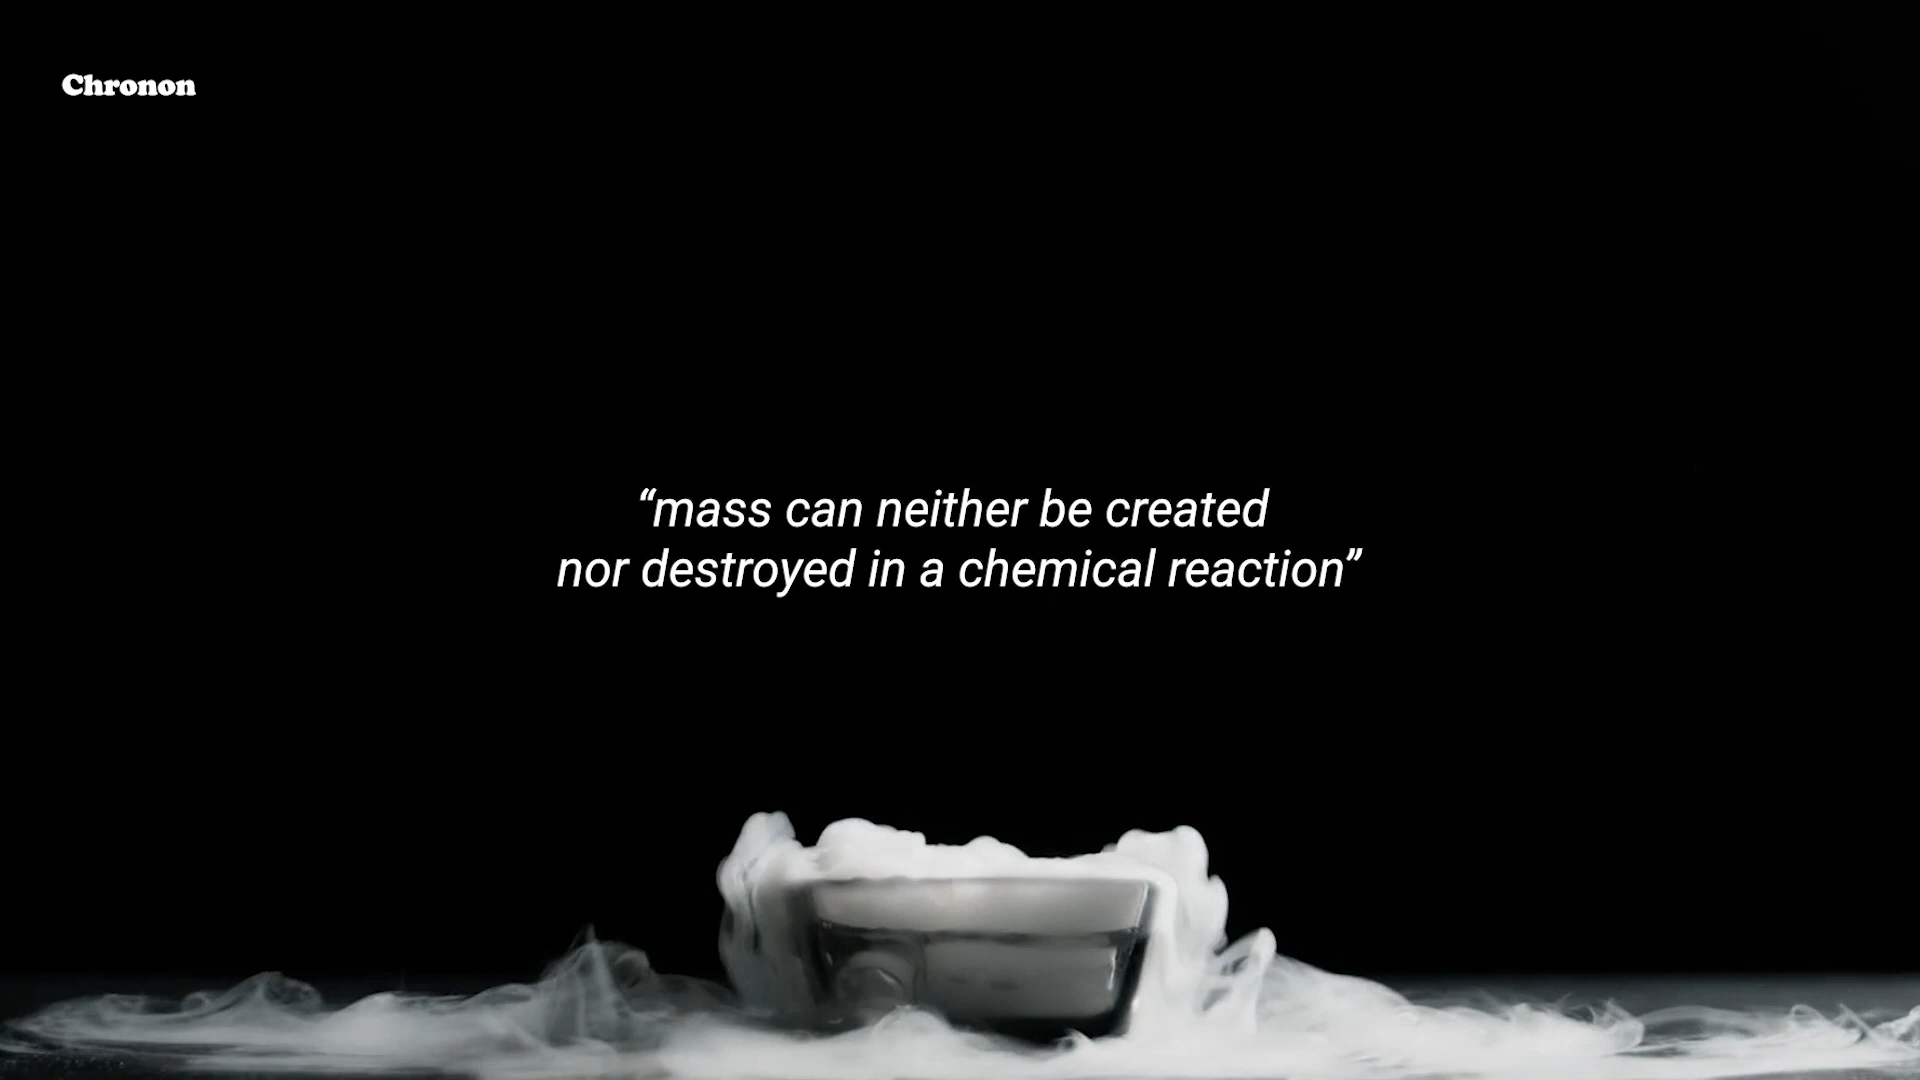 Chronon
“mass can neither be created
nor destroyed in a chemical reaction”